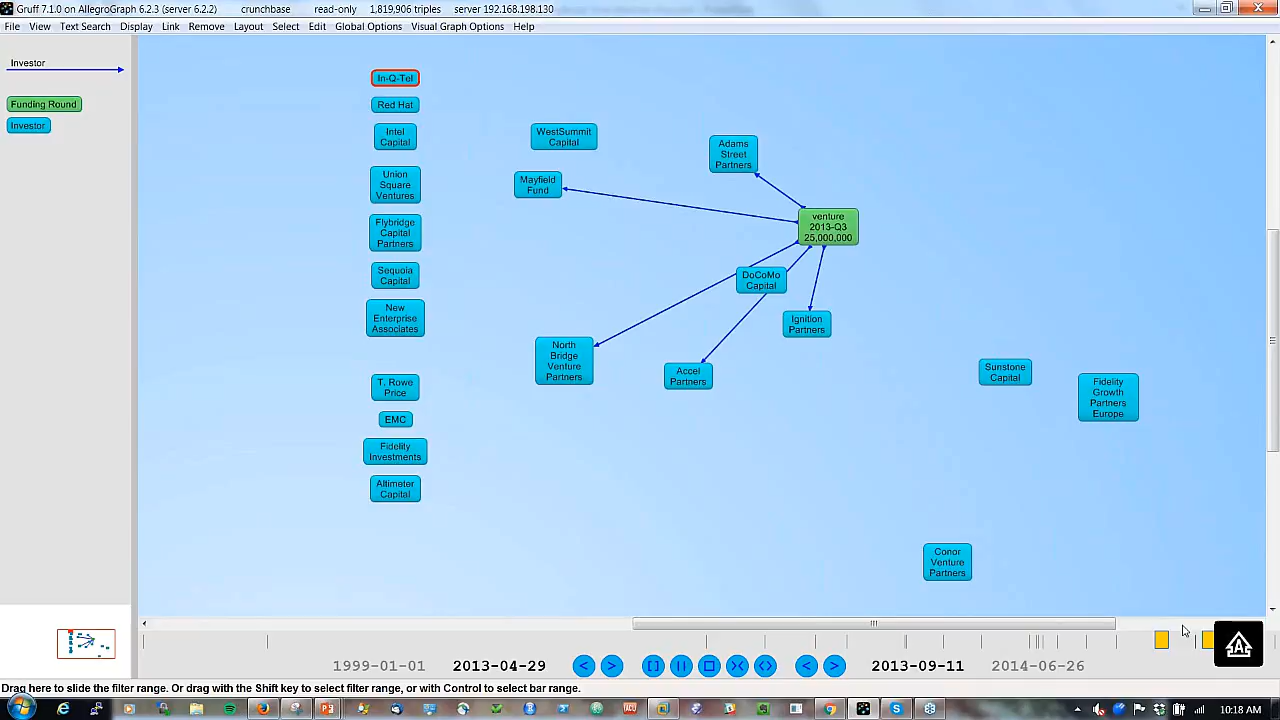 Gruff 7.1.0 on AllegroGraph 6.2.3 (server 6.2.2) crunchbase read-only 1,819,906 triples server 192.168.198.130
File View Text Search Display Link Remove Layout Select Edit Global Options Visual Graph Options Help
Investor
Funding Round
Investor
In-Q-Tel
Red Hat
Intel
Capital
Union
Square
Ventures
Flybridge
Capital
Partners
Sequoia
Capital
New
Enterprise
Associates
T. Rowe
Price
EMC
Fidelity
Investments
Altimeter
Capital
WestSummit
Capital
Mayfield
Fund
Adams
Street
Partners
venture
2013-Q3
25,000,000
DoCoMo
Capital
Ignition
Partners
North
Bridge
Venture
Partners
Accel
Partners
Sunstone
Capital
Fidelity
Growth
Partners
Europe
Conor
Venture
Partners
1999-01-01 2013-04-29 < > [ ] || >< <> < > 2013-09-11 2014-06-26
Drag here to slide the filter range. Or drag with the Shift key to select filter range, or with Control to select bar range.
10:18 AM